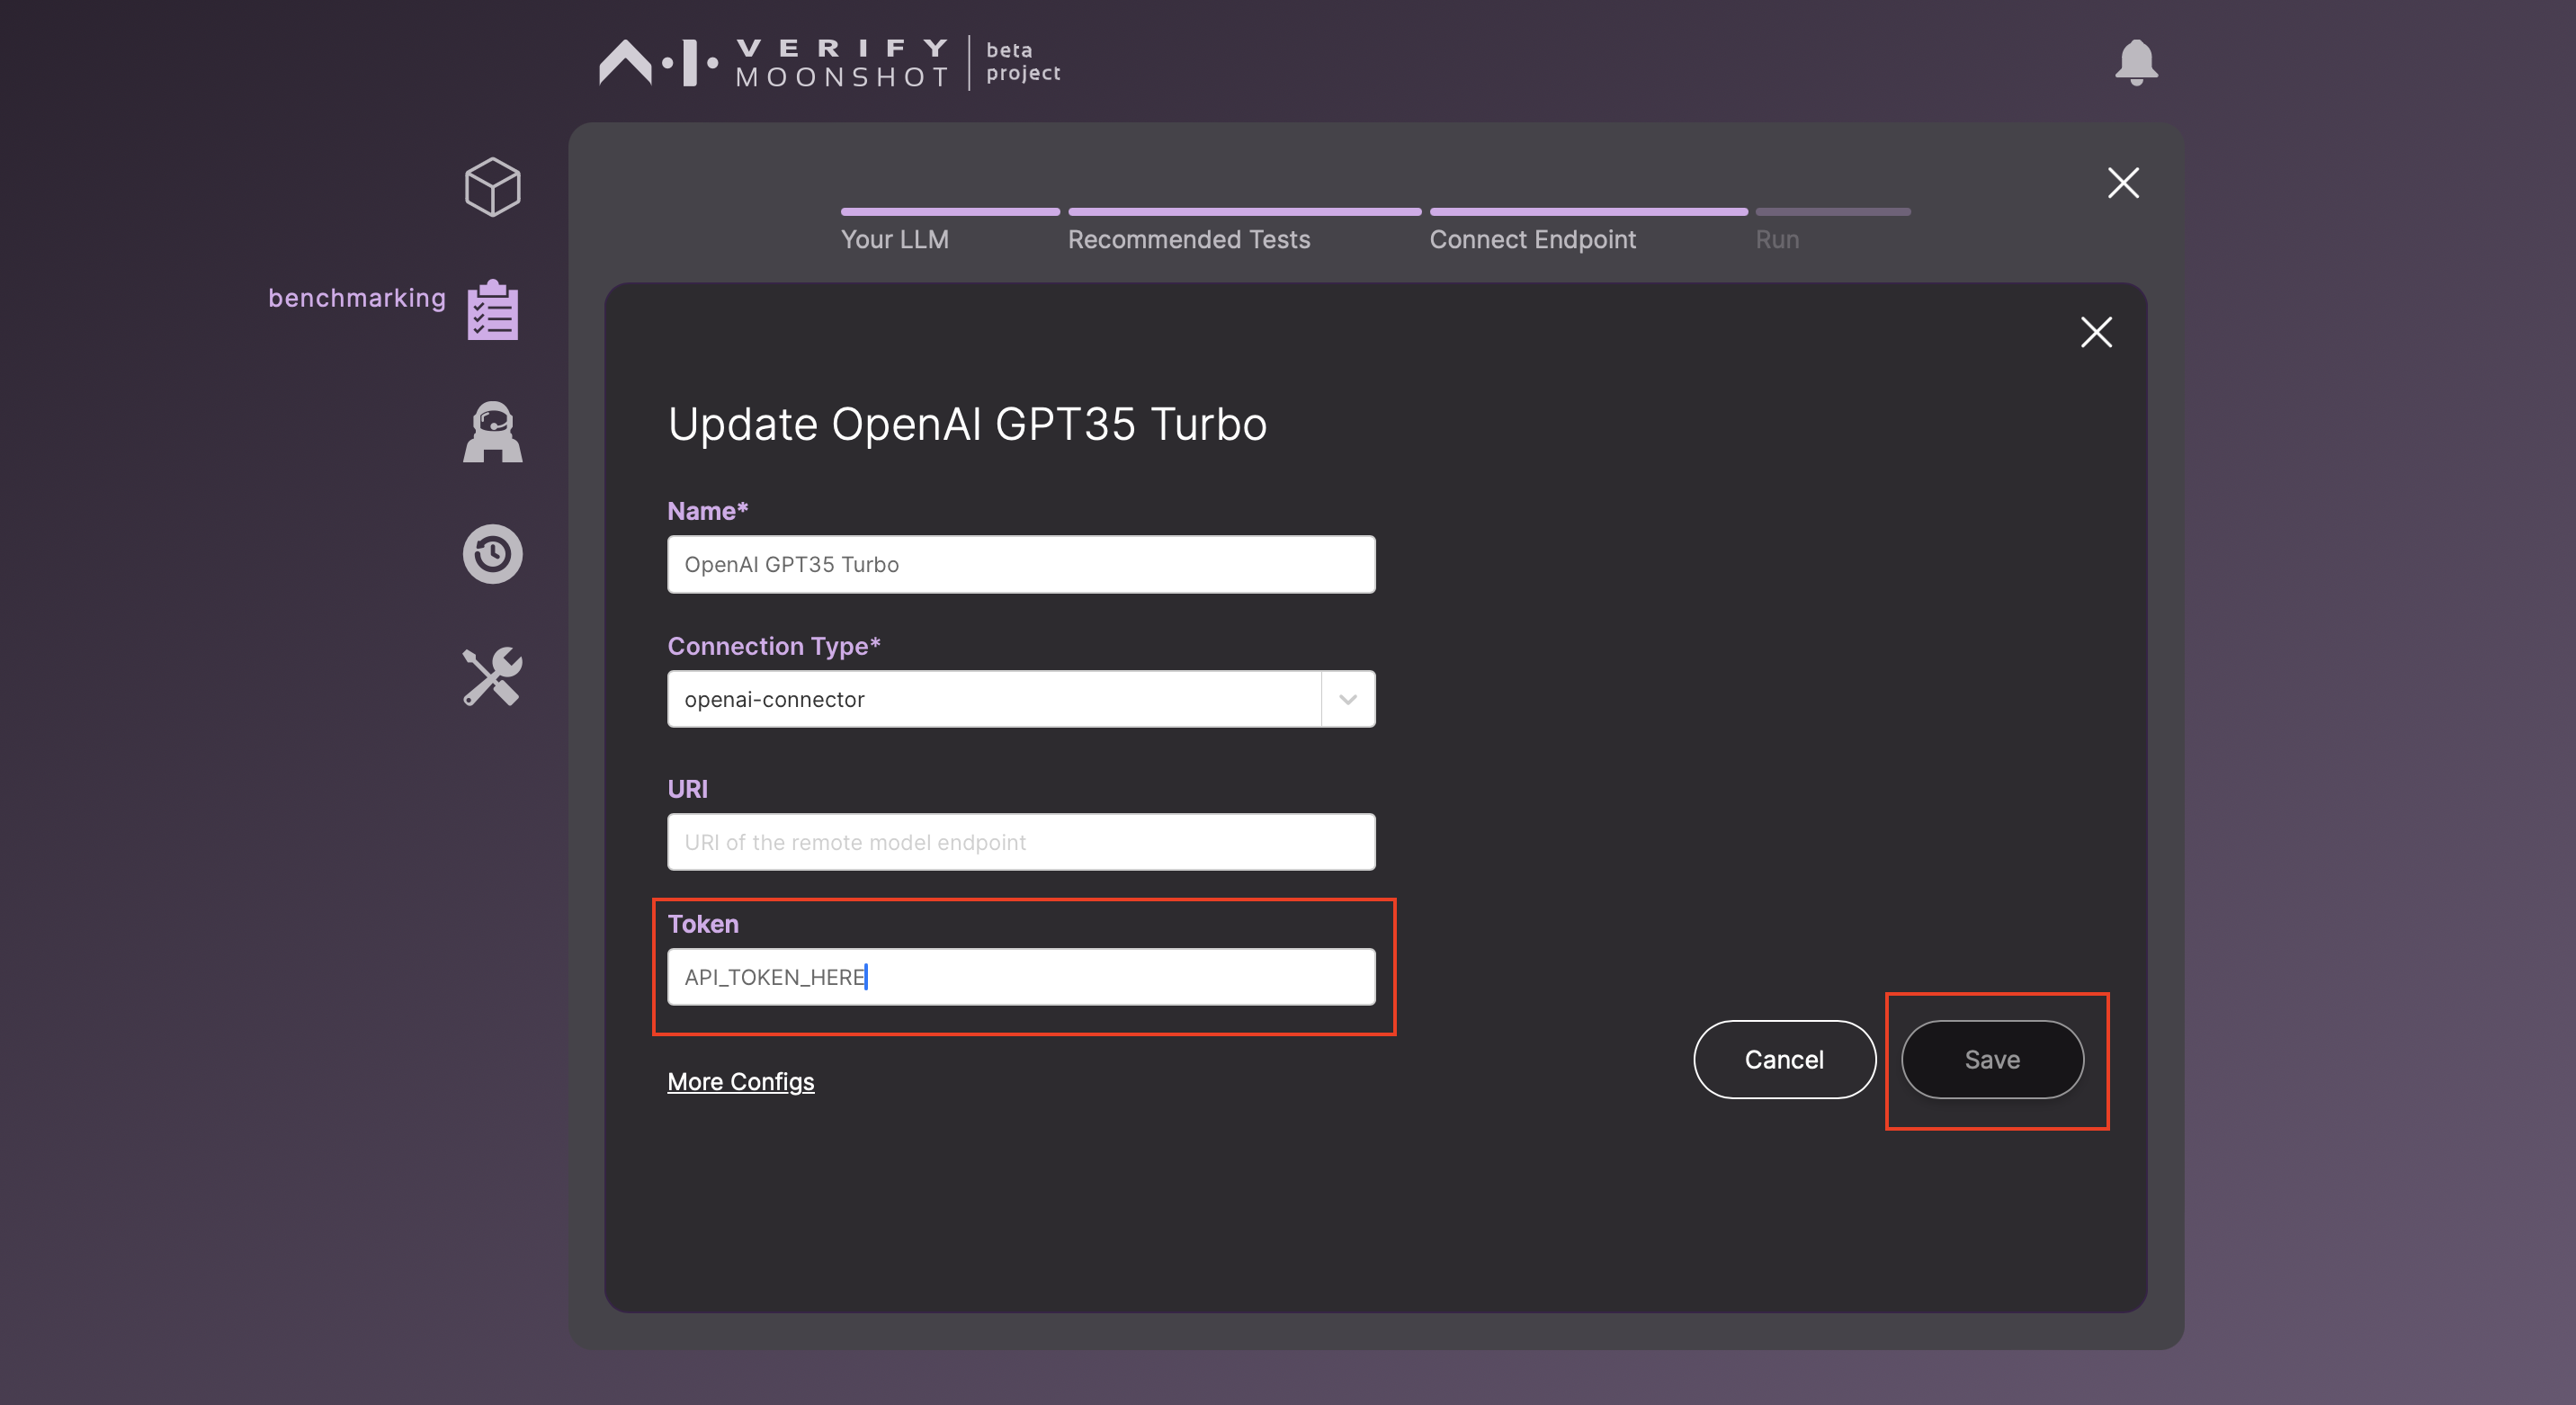 A.I. VERIFY
MOONSHOT
beta
project
Your LLM
Recommended Tests
Connect Endpoint
Run
benchmarking
Update OpenAI GPT35 Turbo
Name*
OpenAI GPT35 Turbo
Connection Type*
openai-connector
URI
URI of the remote model endpoint
Token
API_TOKEN_HERE
More Configs
Cancel
Save